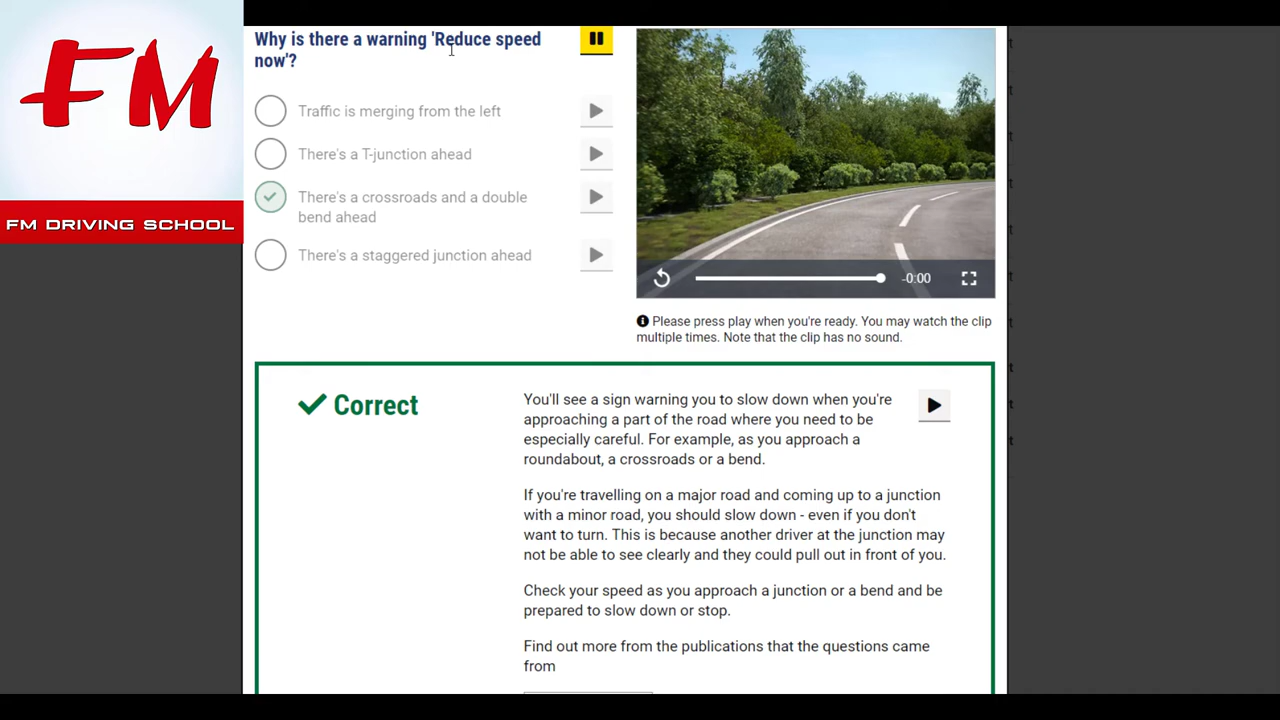 FM
FM DRIVING SCHOOL
Why is there a warning 'Reduce speed
now'?
Traffic is merging from the left
There's a T-junction ahead
There's a crossroads and a double
bend ahead
There's a staggered junction ahead
-0:00
Please press play when you're ready. You may watch the clip
multiple times. Note that the clip has no sound.
Correct
You'll see a sign warning you to slow down when you're
approaching a part of the road where you need to be
especially careful. For example, as you approach a
roundabout, a crossroads or a bend.
If you're travelling on a major road and coming up to a junction
with a minor road, you should slow down - even if you don't
want to turn. This is because another driver at the junction may
not be able to see clearly and they could pull out in front of you.
Check your speed as you approach a junction or a bend and be
prepared to slow down or stop.
Find out more from the publications that the questions came
from